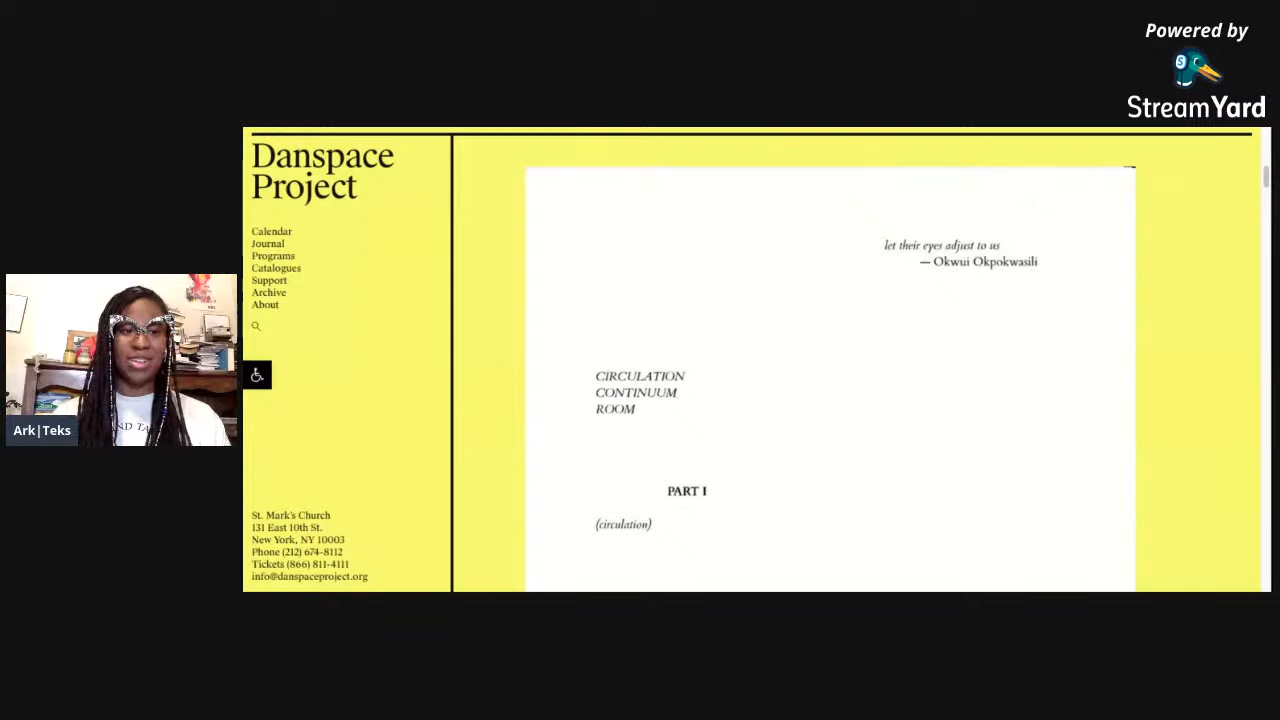 Powered by
StreamYard
Danspace
Project
Calendar
Journal
Programs
Catalogues
Support
Archive
About
St. Mark's Church
131 East 10th St.
New York, NY 10003
Phone (212) 674-8112
Tickets (866) 811-4111
info@danspaceproject.org
let their eyes adjust to us
— Okwui Okpokwasili
CIRCULATION
CONTINUUM
ROOM
PART I
(circulation)
Ark|Teks